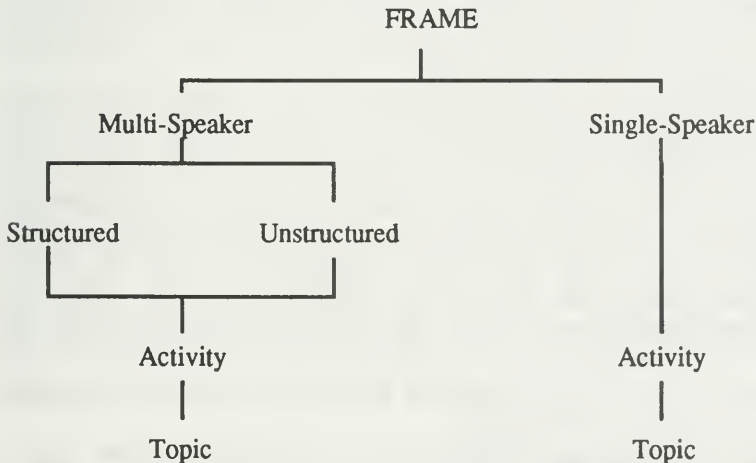 FRAME
Multi-Speaker Single-Speaker
Structured Unstructured
Activity Activity
Topic Topic